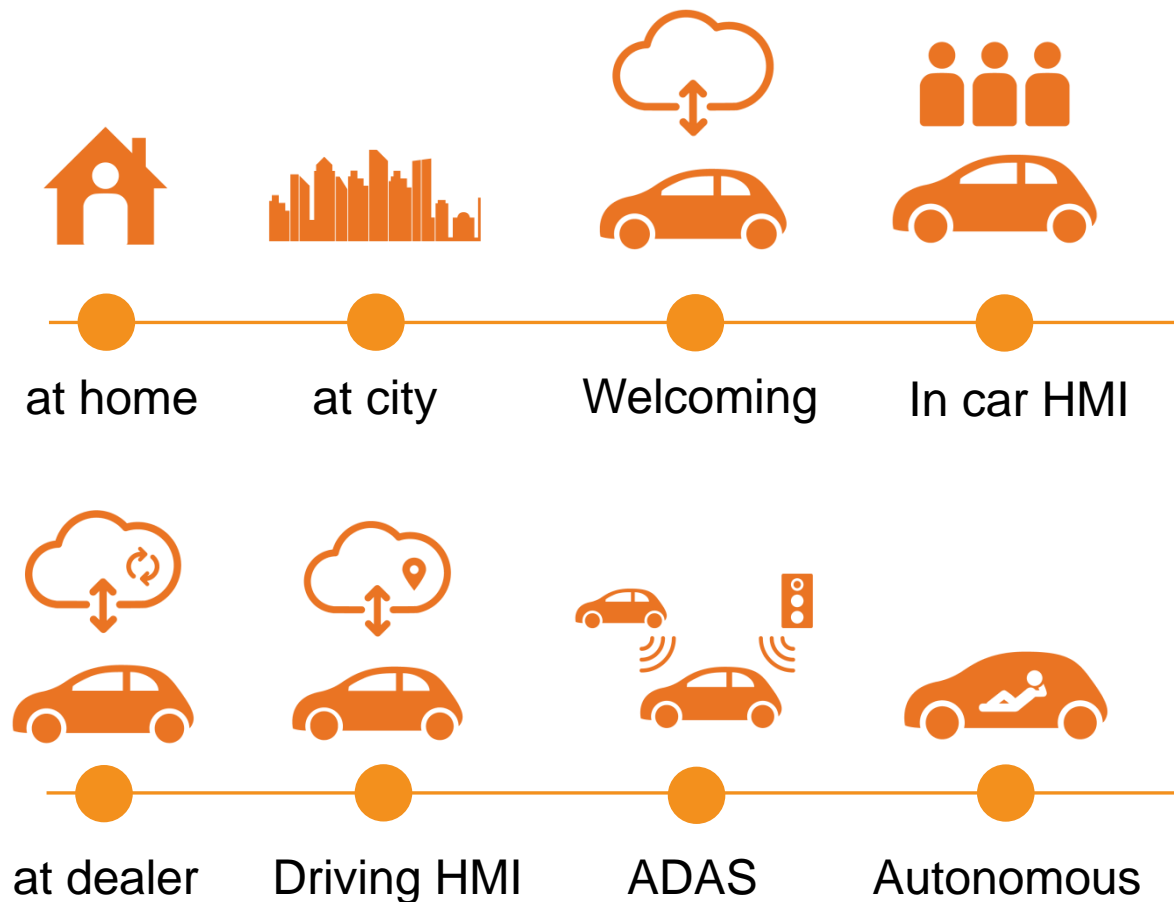 at home
at city
Welcoming
In car HMI
at dealer
Driving HMI
ADAS
Autonomous